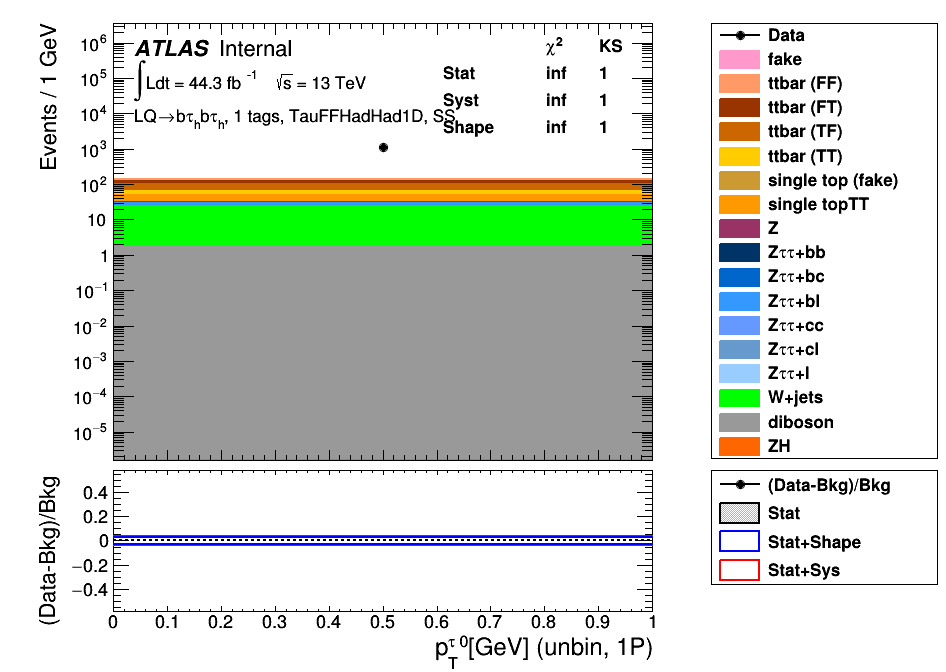 ATLAS Internal
∫Ldt = 44.3 fb⁻¹ √s = 13 TeV
LQ→bτₕbτₕ, 1 tags, TauFFHadHad1D, SS
χ² KS
Stat inf 1
Syst inf 1
Shape inf 1
Events / 1 GeV
10⁶
10⁵
10⁴
10³
10²
10
1
10⁻¹
10⁻²
10⁻³
10⁻⁴
10⁻⁵
Data
fake
ttbar (FF)
ttbar (FT)
ttbar (TF)
ttbar (TT)
single top (fake)
single topTT
Z
Zττ+bb
Zττ+bc
Zττ+bl
Zττ+cc
Zττ+cl
Zττ+l
W+jets
diboson
ZH
(Data-Bkg)/Bkg
0.4
0.2
0
−0.2
−0.4
0 0.1 0.2 0.3 0.4 0.5 0.6 0.7 0.8 0.9 1
p_T^τ 0[GeV] (unbin, 1P)
(Data-Bkg)/Bkg
Stat
Stat+Shape
Stat+Sys